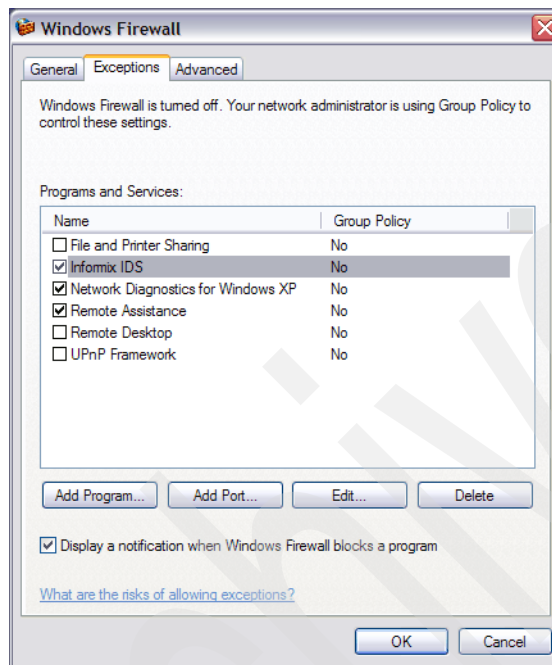 Windows Firewall
General Exceptions Advanced
Windows Firewall is turned off. Your network administrator is using Group Policy to
control these settings.
Programs and Services:
Name Group Policy
File and Printer Sharing No
Informix IDS No
Network Diagnostics for Windows XP No
Remote Assistance No
Remote Desktop No
UPnP Framework No
Add Program... Add Port... Edit... Delete
Display a notification when Windows Firewall blocks a program
What are the risks of allowing exceptions?
OK Cancel